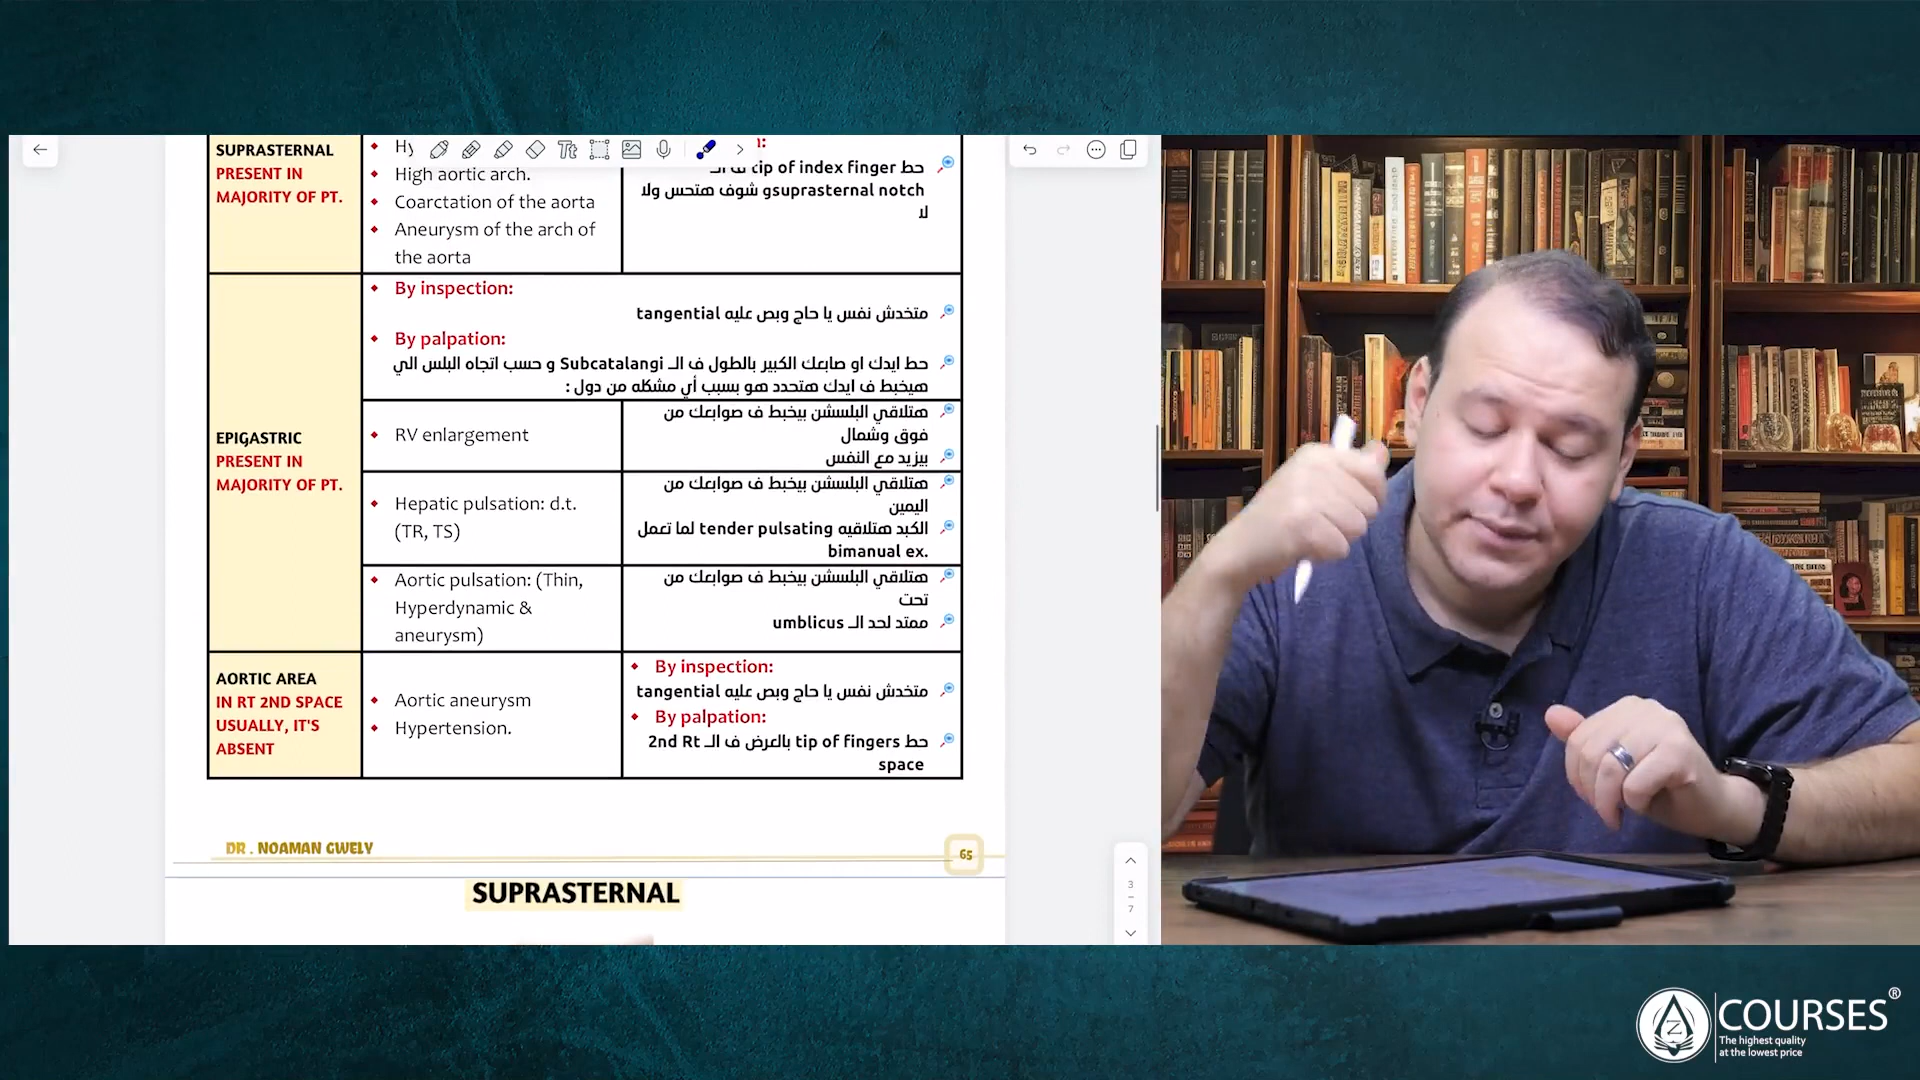 SUPRASTERNAL
PRESENT IN
MAJORITY OF PT.
Hy
High aortic arch.
Coarctation of the aorta
Aneurysm of the arch of
the aorta
حط tip of index finger ف الـ
suprasternal notchو شوف هتحس ولا
لا
EPIGASTRIC
PRESENT IN
MAJORITY OF PT.
By inspection:
متخدش نفس يا حاج وبص عليه tangential
By palpation:
حط ايدك او صابعك الكبير بالطول ف الـ Subcatalangi و حسب اتجاه البلس الي
هيخبط ف ايدك هتحدد هو بسبب أي مشكله من دول :
RV enlargement
هتلاقي البلسشن بيخبط ف صوابعك من
فوق وشمال
بيزيد مع النفس
Hepatic pulsation: d.t.
(TR, TS)
هتلاقي البلسشن بيخبط ف صوابعك من
اليمين
الكبد هتلاقيه tender pulsating لما تعمل
bimanual ex.
Aortic pulsation: (Thin,
Hyperdynamic &
aneurysm)
هتلاقي البلسشن بيخبط ف صوابعك من
تحت
ممتد لحد الـ umblicus
AORTIC AREA
IN RT 2ND SPACE
USUALLY, IT'S
ABSENT
Aortic aneurysm
Hypertension.
By inspection:
متخدش نفس يا حاج وبص عليه tangential
By palpation:
حط tip of fingers بالعرض ف الـ 2nd Rt
space
DR . NOAMAN GWELY
65
SUPRASTERNAL
3
7
Z
COURSES®
The highest quality
at the lowest price